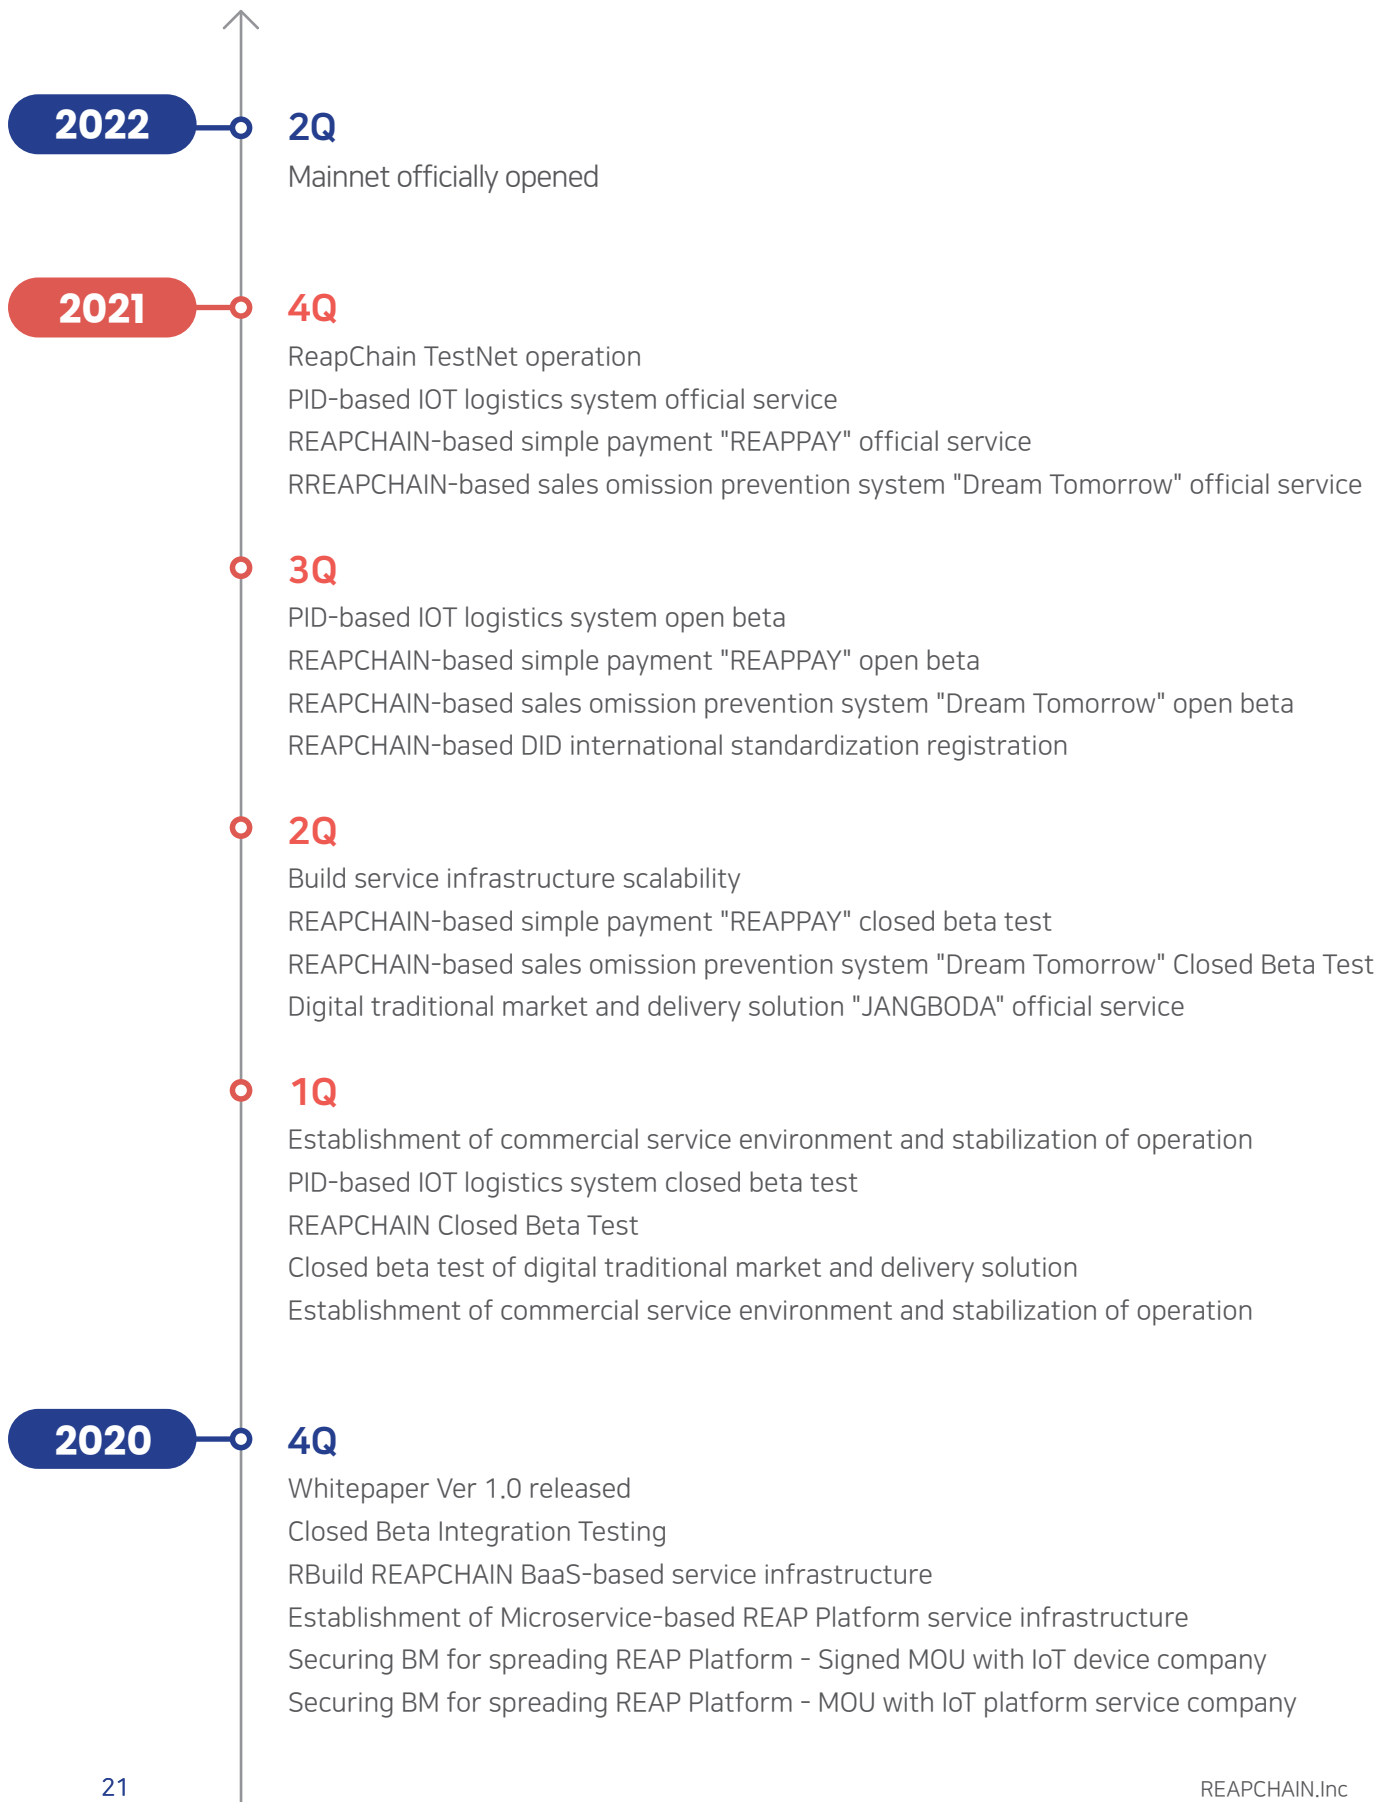 2022
2Q
Mainnet officially opened
2021
4Q
ReapChain TestNet operation
PID-based IOT logistics system official service
REAPCHAIN-based simple payment "REAPPAY" official service
RREAPCHAIN-based sales omission prevention system "Dream Tomorrow" official service
3Q
PID-based IOT logistics system open beta
REAPCHAIN-based simple payment "REAPPAY" open beta
REAPCHAIN-based sales omission prevention system "Dream Tomorrow" open beta
REAPCHAIN-based DID international standardization registration
2Q
Build service infrastructure scalability
REAPCHAIN-based simple payment "REAPPAY" closed beta test
REAPCHAIN-based sales omission prevention system "Dream Tomorrow" Closed Beta Test
Digital traditional market and delivery solution "JANGBODA" official service
1Q
Establishment of commercial service environment and stabilization of operation
PID-based IOT logistics system closed beta test
REAPCHAIN Closed Beta Test
Closed beta test of digital traditional market and delivery solution
Establishment of commercial service environment and stabilization of operation
2020
4Q
Whitepaper Ver 1.0 released
Closed Beta Integration Testing
RBuild REAPCHAIN BaaS-based service infrastructure
Establishment of Microservice-based REAP Platform service infrastructure
Securing BM for spreading REAP Platform - Signed MOU with IoT device company
Securing BM for spreading REAP Platform - MOU with IoT platform service company
21
REAPCHAIN.Inc